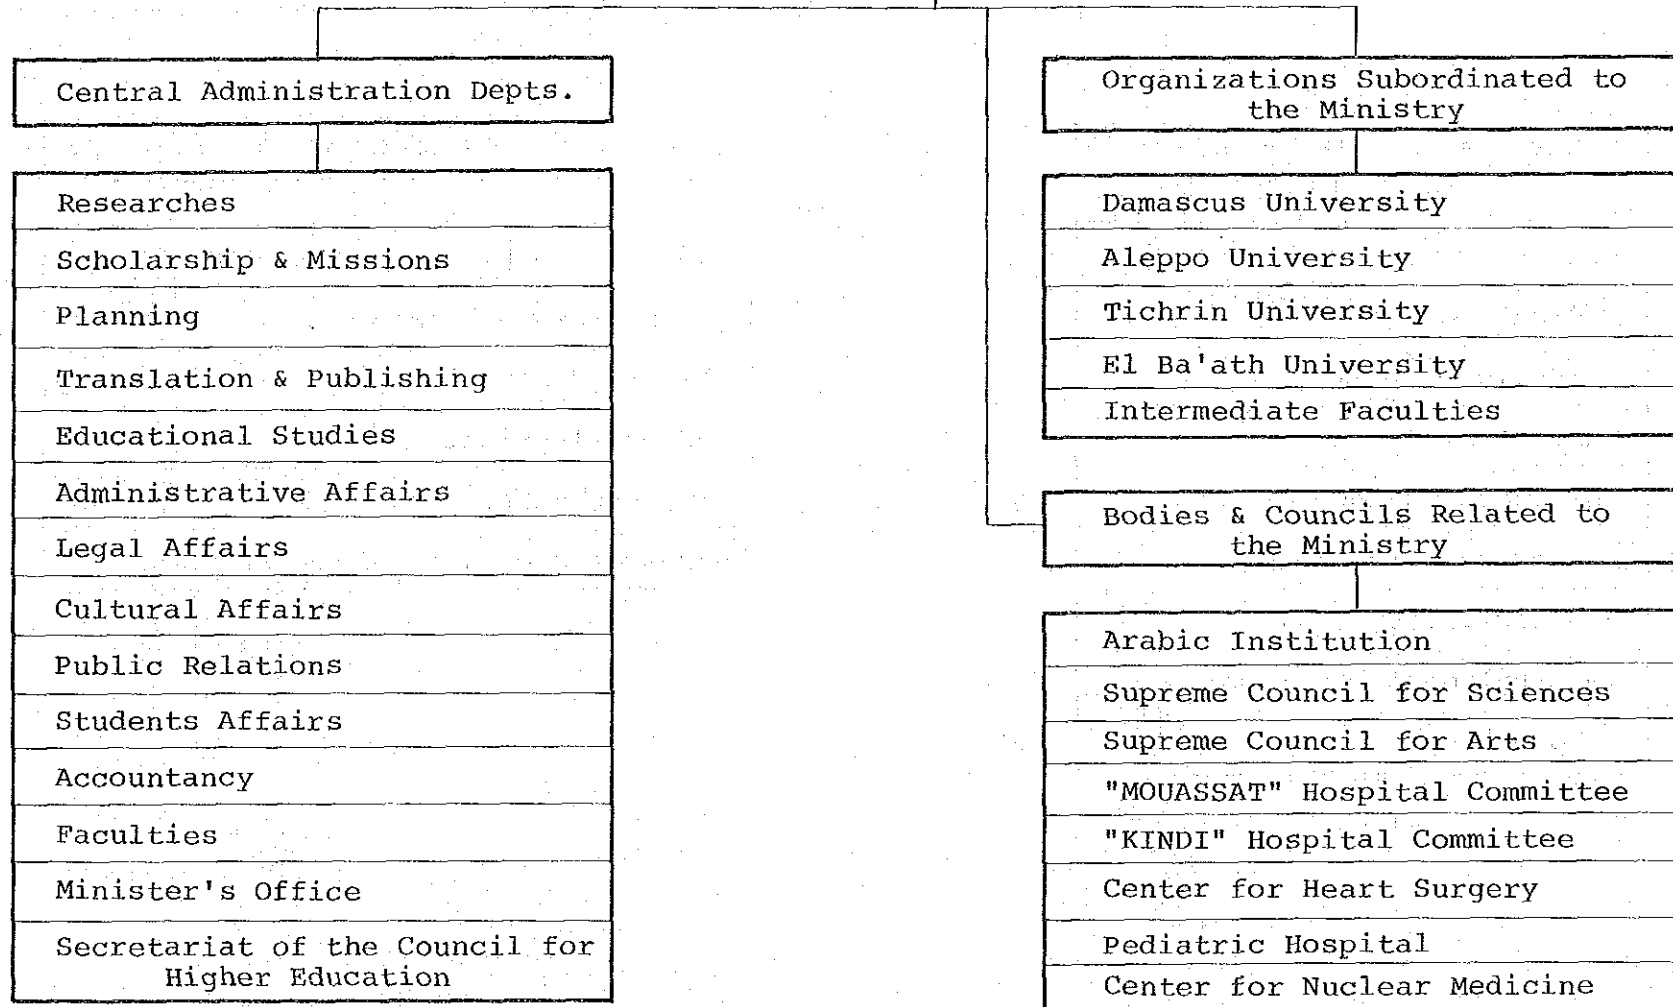 Central Administration Depts.
Researches
Scholarship & Missions
Planning
Translation & Publishing
Educational Studies
Administrative Affairs
Legal Affairs
Cultural Affairs
Public Relations
Students Affairs
Accountancy
Faculties
Minister's Office
Secretariat of the Council for
Higher Education
Organizations Subordinated to
the Ministry
Damascus University
Aleppo University
Tichrin University
El Ba'ath University
Intermediate Faculties
Bodies & Councils Related to
the Ministry
Arabic Institution
Supreme Council for Sciences
Supreme Council for Arts
"MOUASSAT" Hospital Committee
"KINDI" Hospital Committee
Center for Heart Surgery
Pediatric Hospital
Center for Nuclear Medicine